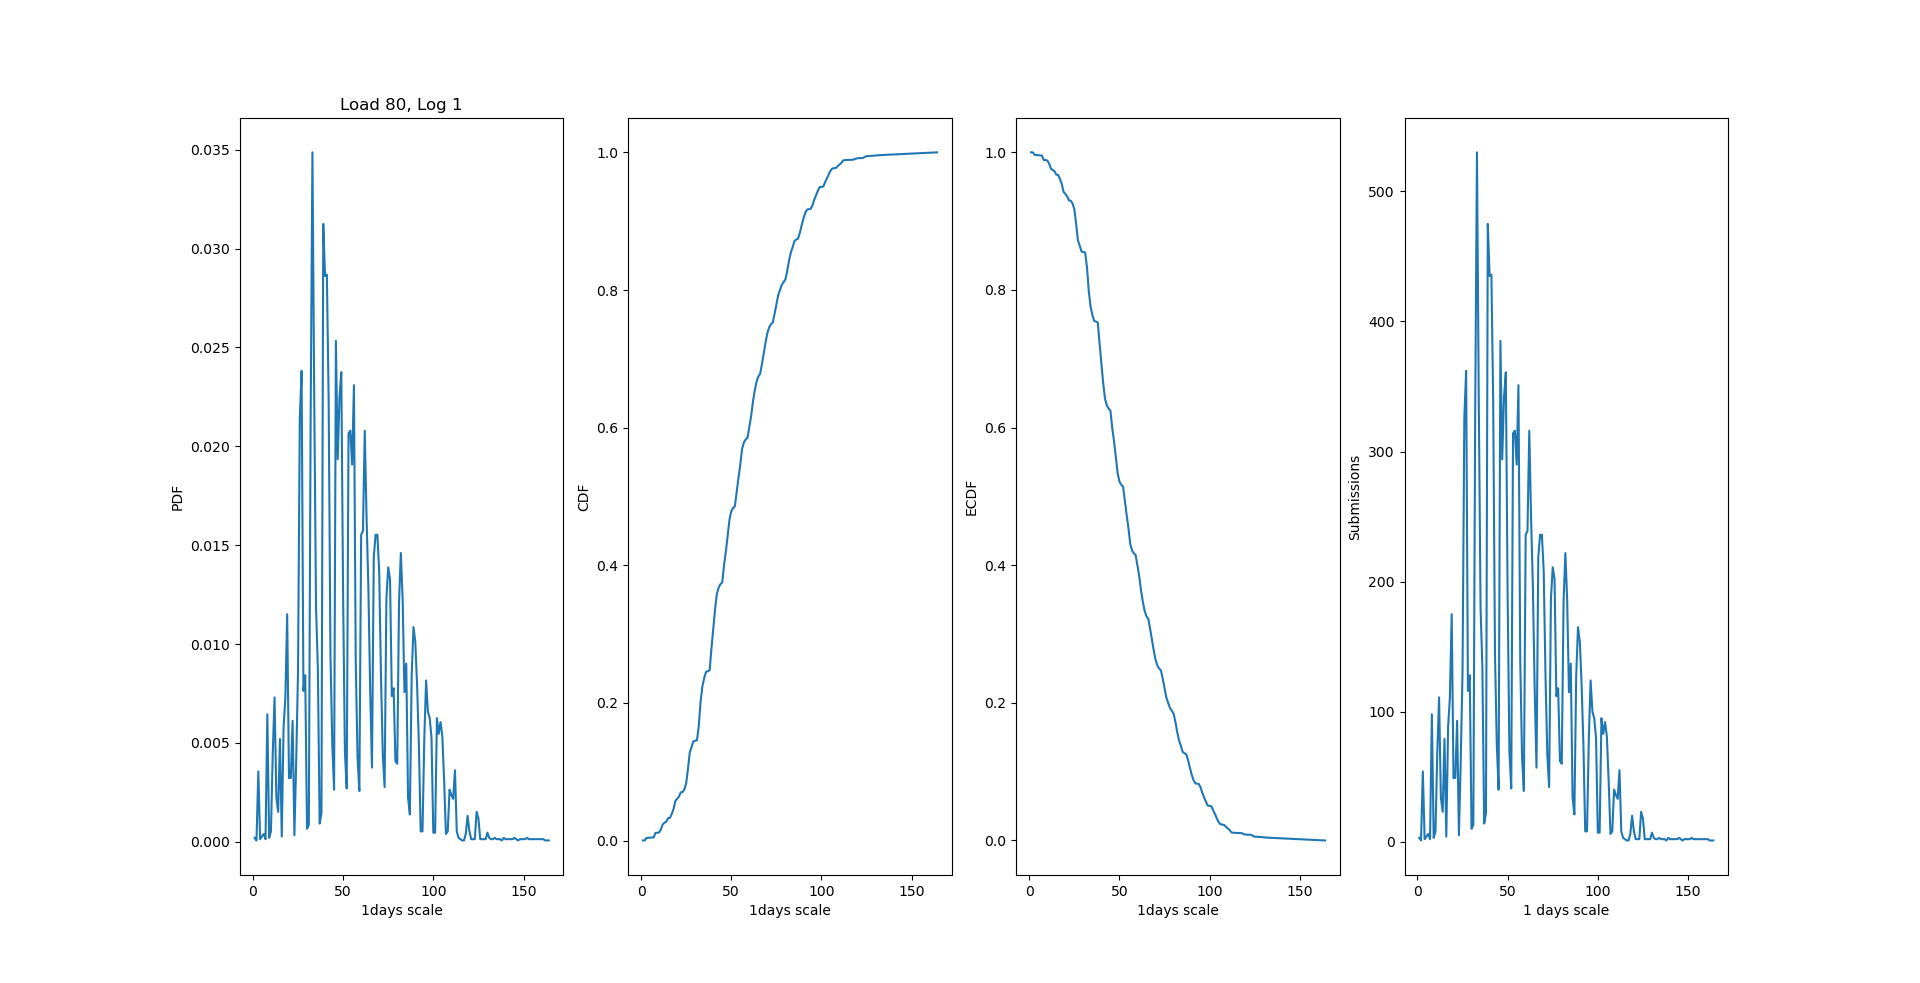 Load 80, Log 1
PDF
0.035
0.030
0.025
0.020
0.015
0.010
0.005
0.000
0 50 100 150
1days scale
CDF
1.0
0.8
0.6
0.4
0.2
0.0
0 50 100 150
1days scale
ECDF
1.0
0.8
0.6
0.4
0.2
0.0
0 50 100 150
1days scale
Submissions
500
400
300
200
100
0
0 50 100 150
1 days scale